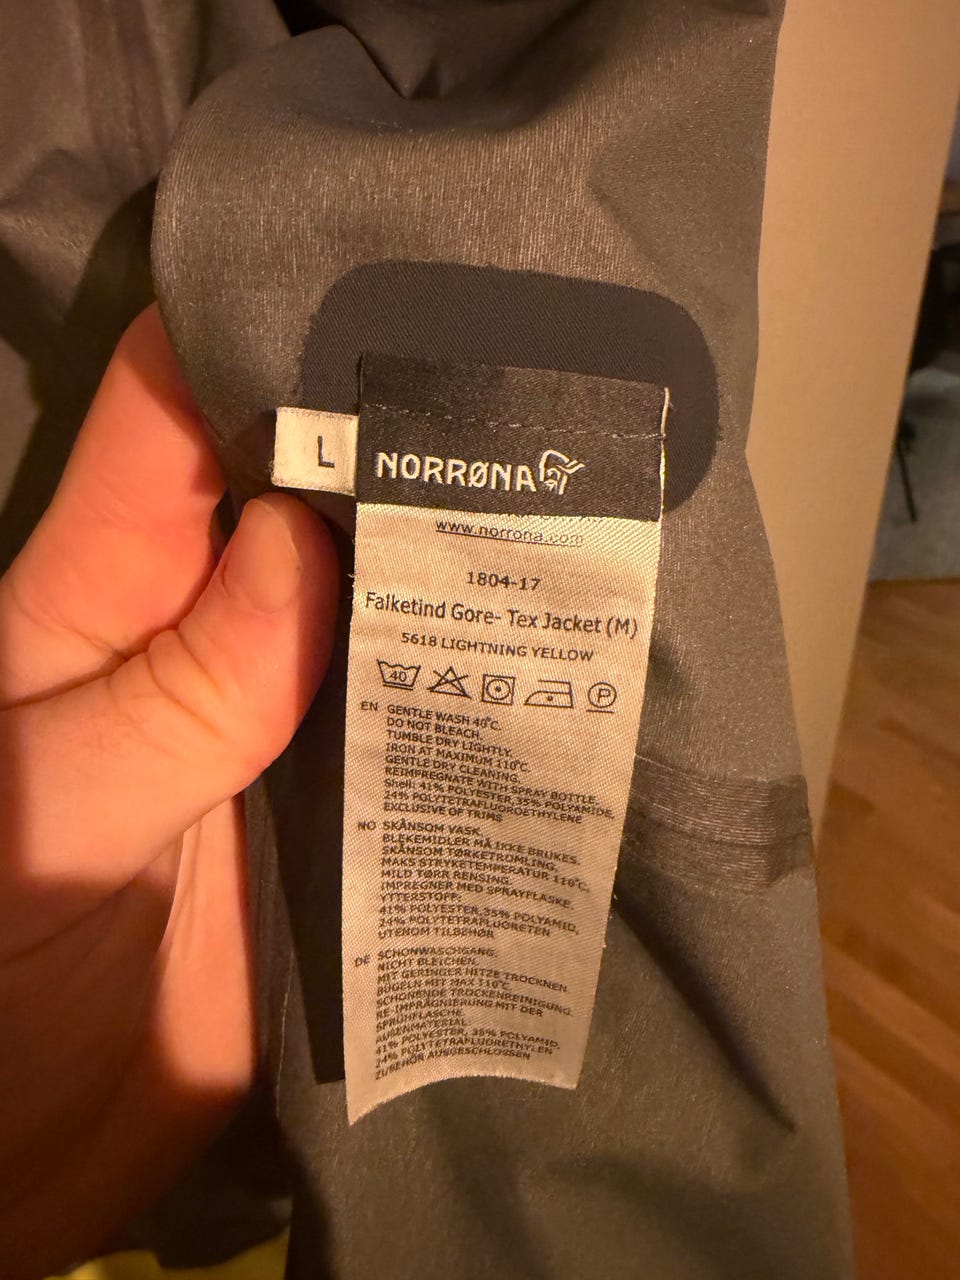 L
NORRØNA
www.norrona.com
1804-17
Falketind Gore- Tex Jacket (M)
5618 LIGHTNING YELLOW
40 P
EN GENTLE WASH 40°C.
DO NOT BLEACH.
TUMBLE DRY LIGHTLY.
IRON AT MAXIMUM 110°C.
GENTLE DRY CLEANING.
REIMPREGNATE WITH SPRAY BOTTLE.
Shell: 41% POLYESTER, 35% POLYAMIDE,
24% POLYTETRAFLUOROETHYLENE
EXCLUSIVE OF TRIMS
NO SKÅNSOM VASK.
BLEKEMIDLER MÅ IKKE BRUKES.
SKÅNSOM TØRKETROMLING.
MAKS STRYKETEMPERATUR 110°C.
MILD TØRR RENSING.
IMPREGNER MED SPRAYFLASKE.
YTTERSTOFF:
41% POLYESTER, 35% POLYAMID,
24% POLYTETRAFLUORETEN
UTENOM TILBEHØR
DE SCHONWASCHGANG.
NICHT BLEICHEN.
MIT GERINGER HITZE TROCKNEN.
BÜGELN MIT MAX 110°C.
SCHONENDE TROCKENREINIGUNG.
RE-IMPRÄGNIERUNG MIT DER
SPRÜHFLASCHE.
AUßENMATERIAL:
41% POLYESTER, 35% POLYAMID,
24% POLYTETRAFLUORETHYLEN
ZUBEHÖR AUSGESCHLOSSEN